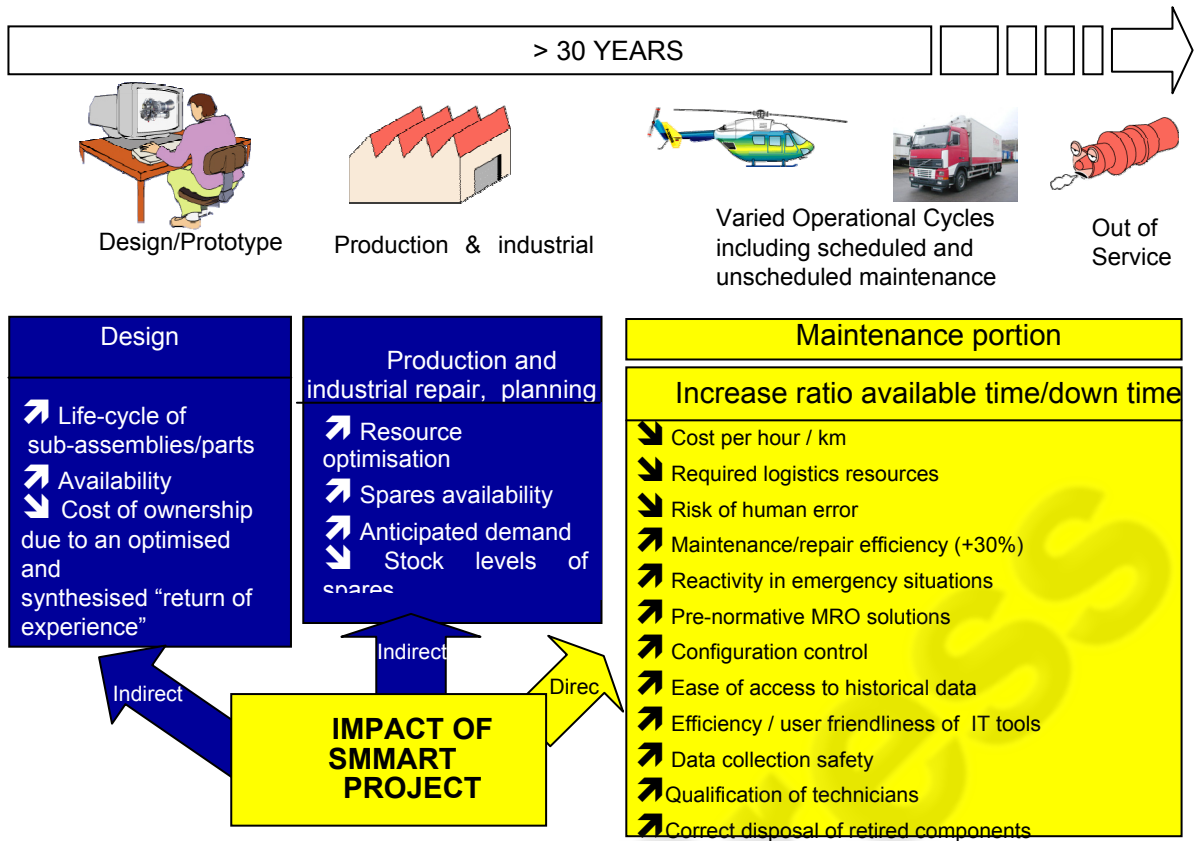 > 30 YEARS
Design/Prototype
Production & industrial
Varied Operational Cycles
including scheduled and
unscheduled maintenance
Out of
Service
Design
Life-cycle of
sub-assemblies/parts
Availability
Cost of ownership
due to an optimised
and
synthesised “return of
experience”
Production and
industrial repair, planning
Resource
optimisation
Spares availability
Anticipated demand
Stock levels of
spares
Maintenance portion
Increase ratio available time/down time
Cost per hour / km
Required logistics resources
Risk of human error
Maintenance/repair efficiency (+30%)
Reactivity in emergency situations
Pre-normative MRO solutions
Configuration control
Ease of access to historical data
Efficiency / user friendliness of IT tools
Data collection safety
Qualification of technicians
Correct disposal of retired components
Indirect
Indirect
Direc
IMPACT OF
SMMART
PROJECT
ress